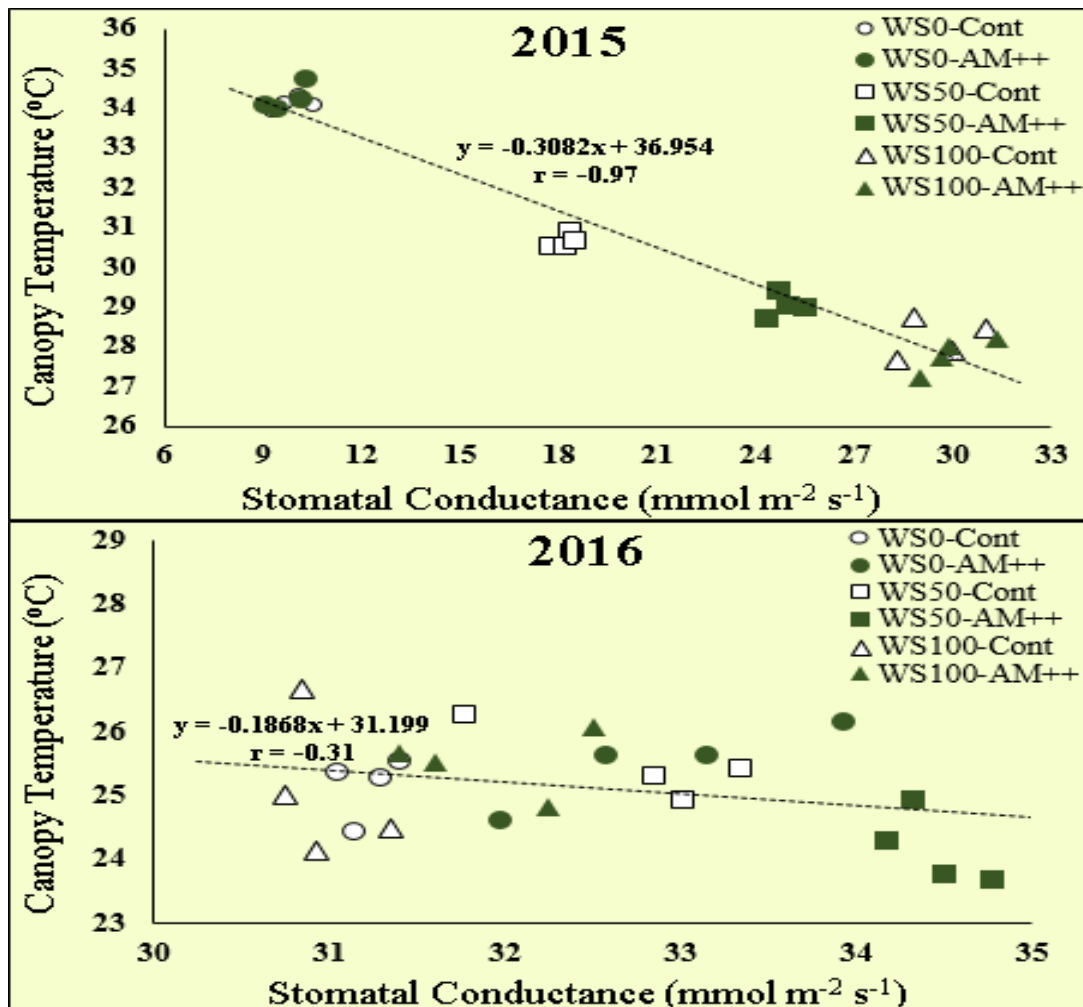 2015
WS0-Cont
WS0-AM++
WS50-Cont
WS50-AM++
WS100-Cont
WS100-AM++
y = -0.3082x + 36.954
r = -0.97
Canopy Temperature (⁰C)
36
35
34
33
32
31
30
29
28
27
26
6
9
12
15
18
21
24
27
30
33
Stomatal Conductance (mmol m⁻² s⁻¹)
2016
WS0-Cont
WS0-AM++
WS50-Cont
WS50-AM++
WS100-Cont
WS100-AM++
y = -0.1868x + 31.199
r = -0.31
Canopy Temperature (⁰C)
29
28
27
26
25
24
23
30
31
32
33
34
35
Stomatal Conductance (mmol m⁻² s⁻¹)